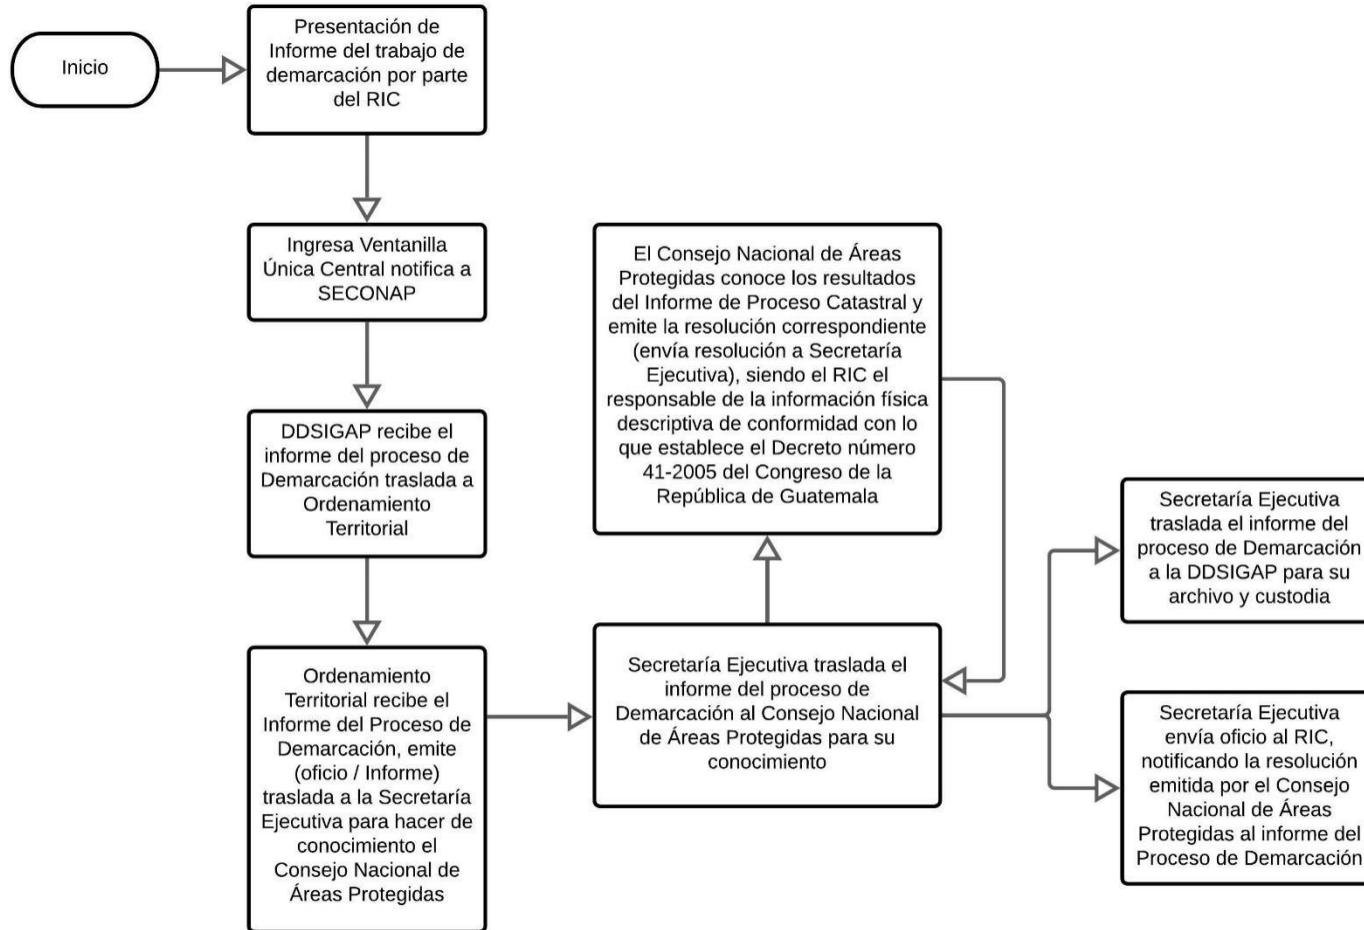 Inicio
Presentación de
Informe del trabajo de
demarcación por parte
del RIC
Ingresa Ventanilla
Única Central notifica a
SECONAP
DDSIGAP recibe el
informe del proceso de
Demarcación traslada a
Ordenamiento
Territorial
Ordenamiento
Territorial recibe el
Informe del Proceso de
Demarcación, emite
(oficio / Informe)
traslada a la Secretaría
Ejecutiva para hacer de
conocimiento el
Consejo Nacional de
Áreas Protegidas
Secretaría Ejecutiva traslada el
informe del proceso de
Demarcación al Consejo Nacional
de Áreas Protegidas para su
conocimiento
El Consejo Nacional de Áreas
Protegidas conoce los resultados
del Informe de Proceso Catastral y
emite la resolución correspondiente
(envía resolución a Secretaría
Ejecutiva), siendo el RIC el
responsable de la información física
descriptiva de conformidad con lo
que establece el Decreto número
41-2005 del Congreso de la
República de Guatemala
Secretaría Ejecutiva
traslada el informe del
proceso de Demarcación
a la DDSIGAP para su
archivo y custodia
Secretaría Ejecutiva
envía oficio al RIC,
notificando la resolución
emitida por el Consejo
Nacional de Áreas
Protegidas al informe del
Proceso de Demarcación